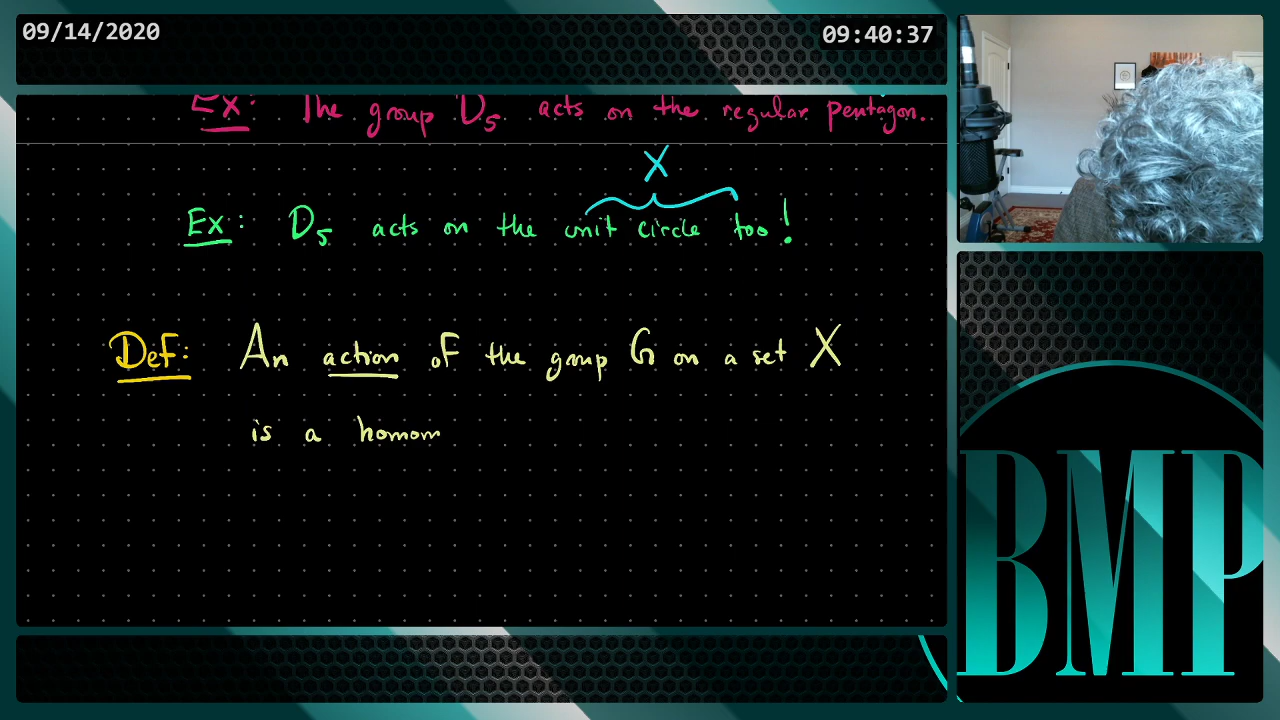 09/14/2020
09:40:37
Ex: The group D5 acts on the regular pentagon.
X
Ex: D5 acts on the unit circle too!
DeF: An action of the group G on a set X
is a homom
BMP